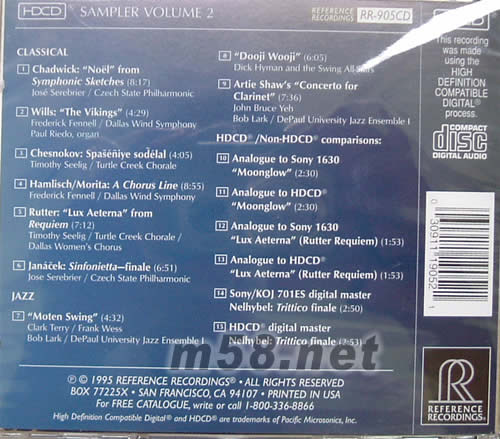 HDCD SAMPLER VOLUME 2
REFERENCE RECORDINGS RR-905CD
HDCD
CLASSICAL
1 Chadwick: "Noël" from
Symphonic Sketches (8:17)
José Serebrier / Czech State Philharmonic
2 Wills: "The Vikings" (4:29)
Frederick Fennell / Dallas Wind Symphony
Paul Riedo, organ
3 Chesnokov: Spaséñiye sodélal (4:05)
Timothy Seelig / Turtle Creek Chorale
4 Hamlisch/Morita: A Chorus Line (8:55)
Frederick Fennell / Dallas Wind Symphony
5 Rutter: "Lux Aeterna" from
Requiem (7:12)
Timothy Seelig / Turtle Creek Chorale /
Dallas Women's Chorus
6 Janáček: Sinfonietta—finale (6:51)
Jose Serebrier / Czech State Philharmonic
JAZZ
7 "Moten Swing" (4:32)
Clark Terry / Frank Wess
Bob Lark / DePaul University Jazz Ensemble I
8 "Dooji Wooji" (6:05)
Dick Hyman and the Swing All-Stars
9 Artie Shaw's "Concerto for
Clarinet" (7:36)
John Bruce Yeh
Bob Lark / DePaul University Jazz Ensemble I
HDCD® /Non-HDCD® comparisons:
10 Analogue to Sony 1630
"Moonglow" (2:30)
11 Analogue to HDCD®
"Moonglow" (2:30)
12 Analogue to Sony 1630
"Lux Aeterna" (Rutter Requiem) (1:53)
13 Analogue to HDCD®
"Lux Aeterna" (Rutter Requiem) (1:53)
14 Sony/KOJ 701ES digital master
Nelhybel: Trittico finale (2:50)
15 HDCD® digital master
Nelhybel: Trittico finale (2:53)
This recording
was made
using the
HIGH
DEFINITION
COMPATIBLE
DIGITAL®
process.
COMPACT
disc
DIGITAL AUDIO
0 30911 19052 1
R
REFERENCE
RECORDINGS®
m58.net
℗ © 1995 REFERENCE RECORDINGS® • ALL RIGHTS RESERVED
BOX 77225X • SAN FRANCISCO, CA 94107 • PRINTED IN USA
For FREE CATALOGUE, write or call 1-800-336-8866
High Definition Compatible Digital® and HDCD® are trademarks of Pacific Microsonics, Inc.